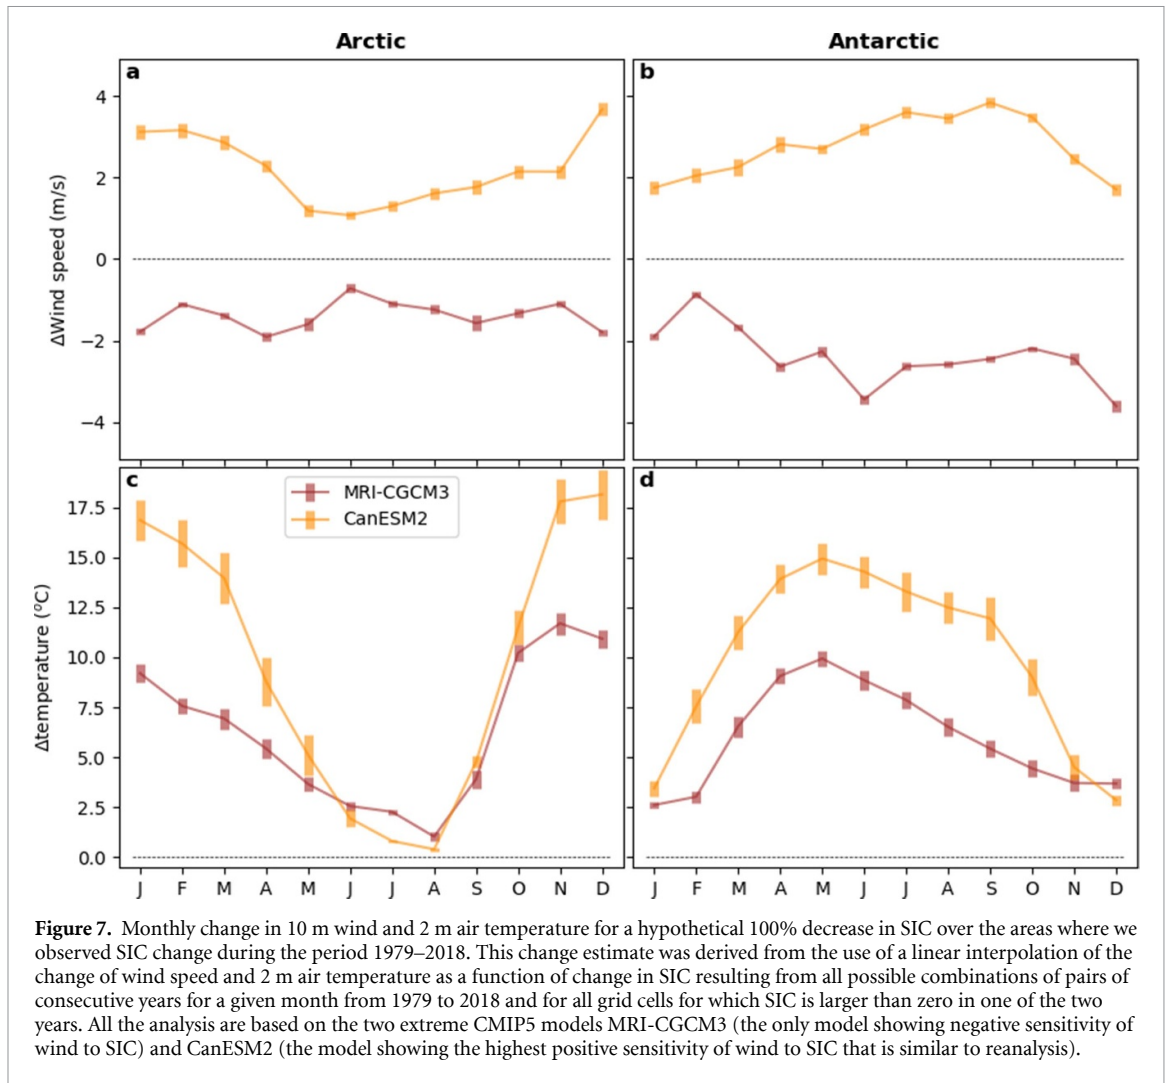 Arctic
Antarctic
a
b
4
2
0
−2
−4
ΔWind speed (m/s)
c
d
MRI-CGCM3
CanESM2
17.5
15.0
12.5
10.0
7.5
5.0
2.5
0.0
Δtemperature (°C)
J F M A M J J A S O N D
J F M A M J J A S O N D
Figure 7. Monthly change in 10 m wind and 2 m air temperature for a hypothetical 100% decrease in SIC over the areas where we
observed SIC change during the period 1979–2018. This change estimate was derived from the use of a linear interpolation of the
change of wind speed and 2 m air temperature as a function of change in SIC resulting from all possible combinations of pairs of
consecutive years for a given month from 1979 to 2018 and for all grid cells for which SIC is larger than zero in one of the two
years. All the analysis are based on the two extreme CMIP5 models MRI-CGCM3 (the only model showing negative sensitivity of
wind to SIC) and CanESM2 (the model showing the highest positive sensitivity of wind to SIC that is similar to reanalysis).